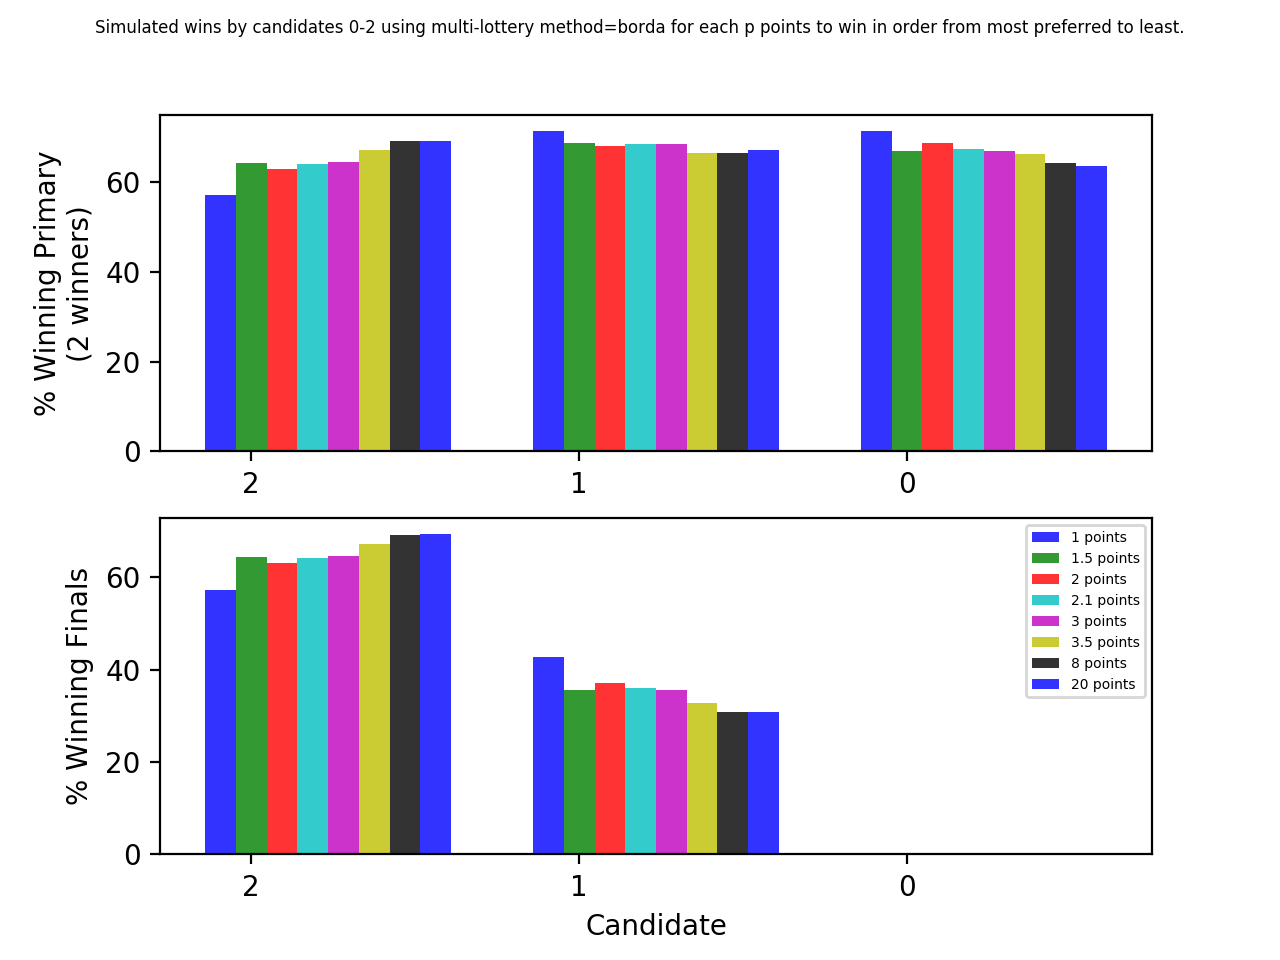 Simulated wins by candidates 0-2 using multi-lottery method=borda for each p points to win in order from most preferred to least.
% Winning Primary
(2 winners)
60
40
20
0
2 1 0
% Winning Finals
60
40
20
0
1 points
1.5 points
2 points
2.1 points
3 points
3.5 points
8 points
20 points
2 1 0
Candidate